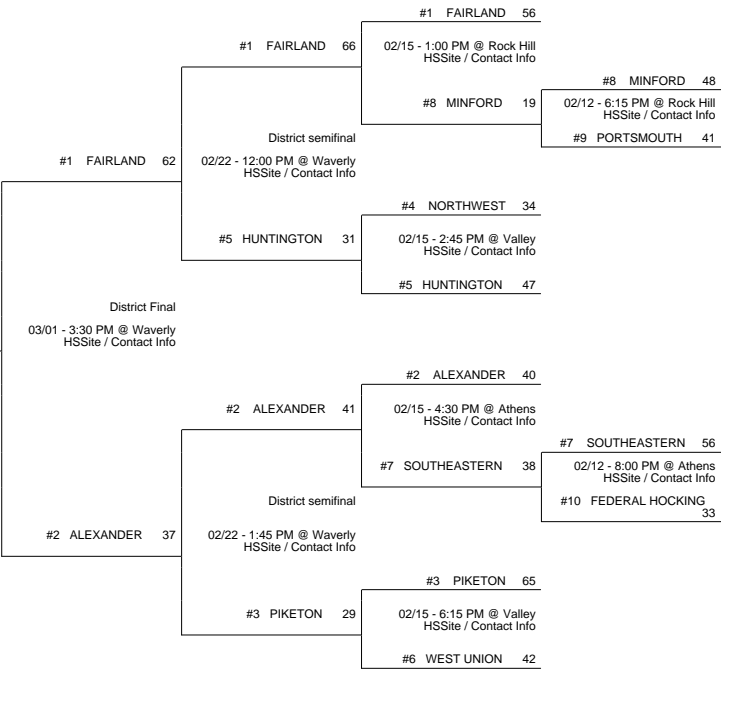 #1 FAIRLAND 56
#1 FAIRLAND 66
02/15 - 1:00 PM @ Rock Hill
HSSite / Contact Info
#8 MINFORD 48
#8 MINFORD 19
02/12 - 6:15 PM @ Rock Hill
HSSite / Contact Info
District semifinal
#9 PORTSMOUTH 41
#1 FAIRLAND 62
02/22 - 12:00 PM @ Waverly
HSSite / Contact Info
#4 NORTHWEST 34
#5 HUNTINGTON 31
02/15 - 2:45 PM @ Valley
HSSite / Contact Info
#5 HUNTINGTON 47
District Final
03/01 - 3:30 PM @ Waverly
HSSite / Contact Info
#2 ALEXANDER 40
#2 ALEXANDER 41
02/15 - 4:30 PM @ Athens
HSSite / Contact Info
#7 SOUTHEASTERN 56
#7 SOUTHEASTERN 38
02/12 - 8:00 PM @ Athens
HSSite / Contact Info
District semifinal
#10 FEDERAL HOCKING
33
#2 ALEXANDER 37
02/22 - 1:45 PM @ Waverly
HSSite / Contact Info
#3 PIKETON 65
#3 PIKETON 29
02/15 - 6:15 PM @ Valley
HSSite / Contact Info
#6 WEST UNION 42